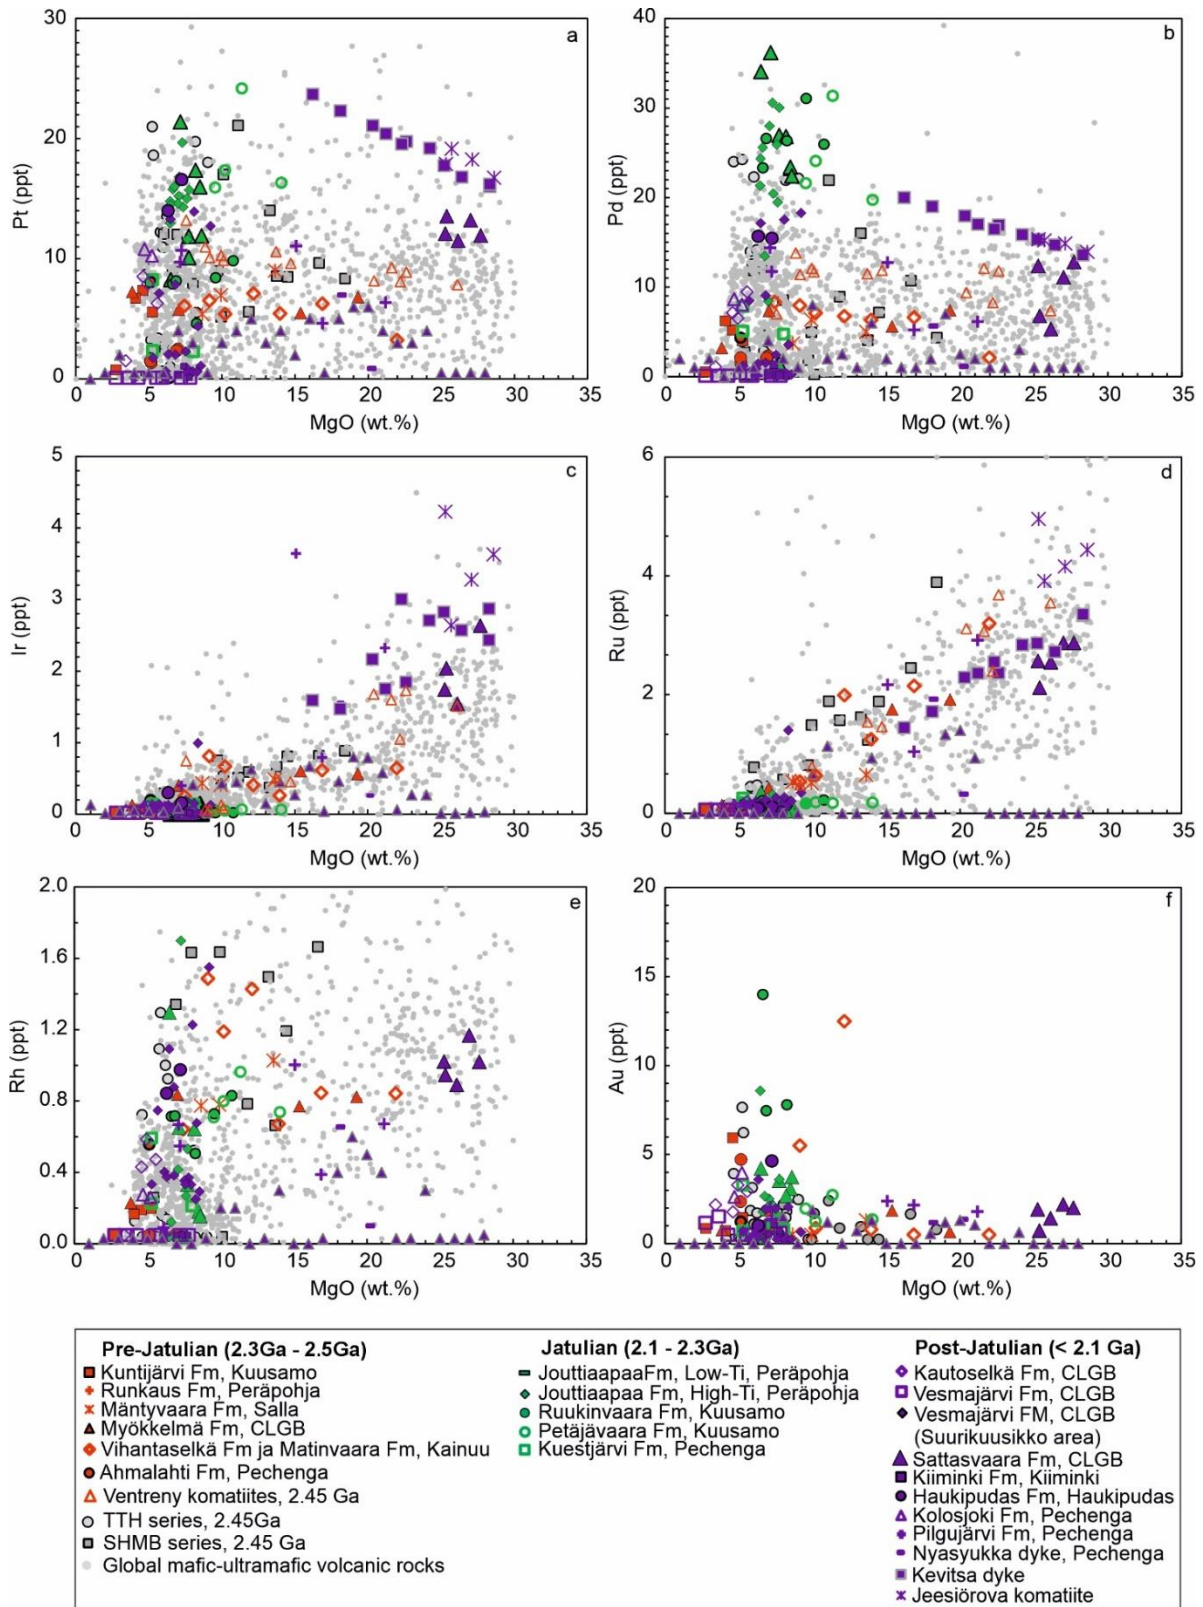 30
20
10
0
Pt (ppt)
a
0
5
10
15
20
25
30
35
MgO (wt.%)
40
30
20
10
0
Pd (ppt)
b
0
5
10
15
20
25
30
35
MgO (wt.%)
5
4
3
2
1
0
Ir (ppt)
c
0
5
10
15
20
25
30
35
MgO (wt.%)
6
4
2
0
Ru (ppt)
d
0
5
10
15
20
25
30
35
MgO (wt.%)
2.0
1.6
1.2
0.8
0.4
0.0
Rh (ppt)
e
0
5
10
15
20
25
30
35
MgO (wt.%)
20
15
10
5
0
Au (ppt)
f
0
5
10
15
20
25
30
35
MgO (wt.%)
Pre-Jatulian (2.3Ga - 2.5Ga)
Kuntijärvi Fm, Kuusamo
Runkaus Fm, Peräpohja
Mäntyvaara Fm, Salla
Myökkelmä Fm, CLGB
Vihantaselkä Fm ja Matinvaara Fm, Kainuu
Ahmalahti Fm, Pechenga
Ventreny komatiites, 2.45 Ga
TTH series, 2.45Ga
SHMB series, 2.45 Ga
Global mafic-ultramafic volcanic rocks
Jatulian (2.1 - 2.3Ga)
JouttiaapaaFm, Low-Ti, Peräpohja
Jouttiaapaa Fm, High-Ti, Peräpohja
Ruukinvaara Fm, Kuusamo
Petäjävaara Fm, Kuusamo
Kuestjärvi Fm, Pechenga
Post-Jatulian (< 2.1 Ga)
Kautoselkä Fm, CLGB
Vesmajärvi Fm, CLGB
Vesmajärvi FM, CLGB
(Suurikuusikko area)
Sattasvaara Fm, CLGB
Kiiminki Fm, Kiiminki
Haukipudas Fm, Haukipudas
Kolosjoki Fm, Pechenga
Pilgujärvi Fm, Pechenga
Nyasyukka dyke, Pechenga
Kevitsa dyke
Jeesiörova komatiite